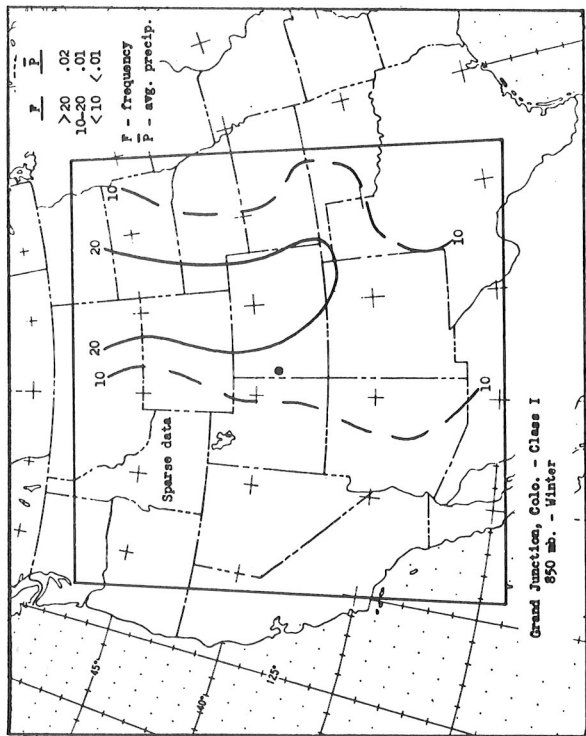 F P̅
>20 .02
10-20 .01
<10 <.01
F - frequency
P̅ - avg. precip.
10
20
20
10
Sparse data
10
10
45°
40°
125°
Grand Junction, Colo. - Class I
850 mb. - Winter